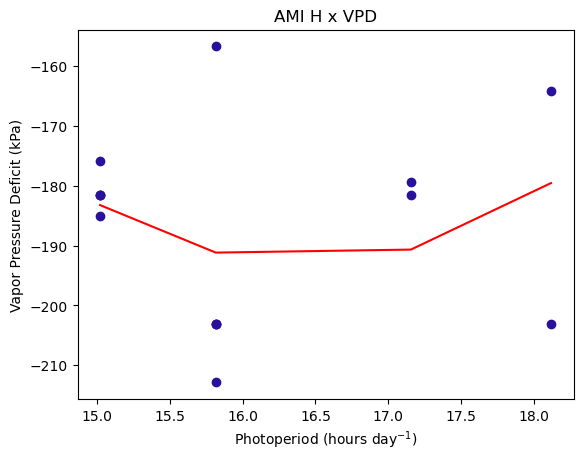 AMI H x VPD
Vapor Pressure Deficit (kPa)
−160
−170
−180
−190
−200
−210
15.0 15.5 16.0 16.5 17.0 17.5 18.0
Photoperiod (hours day⁻¹)